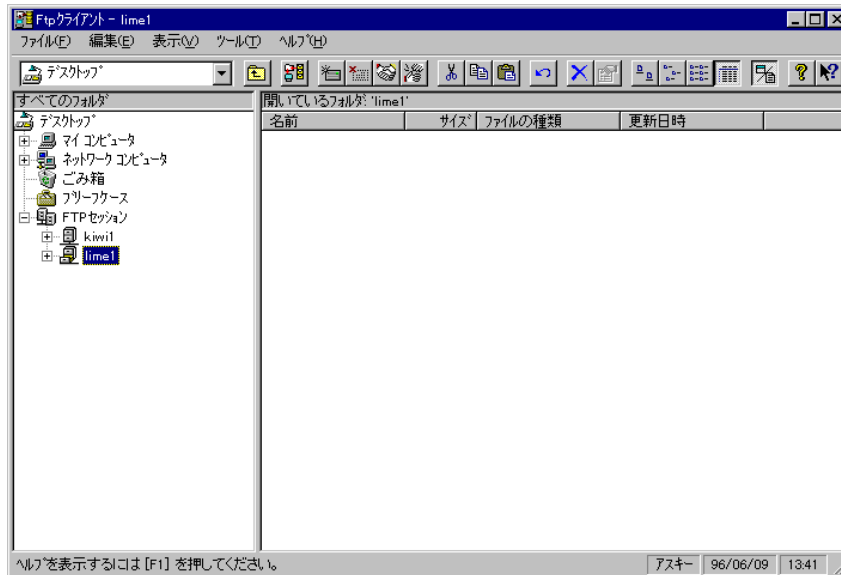 Ftpｸﾗｲｱﾝﾄ - lime1
ﾌｧｲﾙ(F) 編集(E) 表示(V) ﾂｰﾙ(T) ﾍﾙﾌﾟ(H)
ﾃﾞｽｸﾄｯﾌﾟ
すべてのﾌｫﾙﾀﾞ
開いているﾌｫﾙﾀﾞ: 'lime1'
名前 ｻｲｽﾞ ﾌｧｲﾙの種類 更新日時
ﾃﾞｽｸﾄｯﾌﾟ
ﾏｲ ｺﾝﾋﾟｭｰﾀ
ﾈｯﾄﾜｰｸ ｺﾝﾋﾟｭｰﾀ
ごみ箱
ﾌﾞﾘｰﾌｹｰｽ
FTPｾｯｼｮﾝ
kiwi1
lime1
ﾍﾙﾌﾟを表示するには [F1] を押してください。
ｱｽｷｰ 96/06/09 13:41